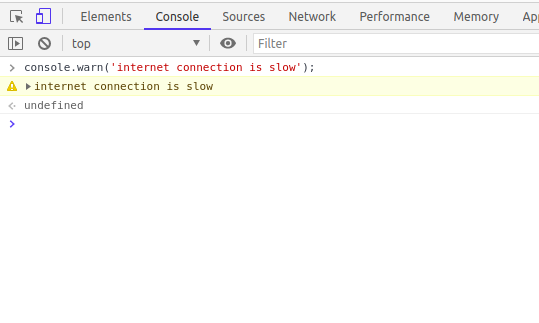 Elements Console Sources Network Performance Memory
top Filter
console.warn('internet connection is slow');
internet connection is slow
undefined